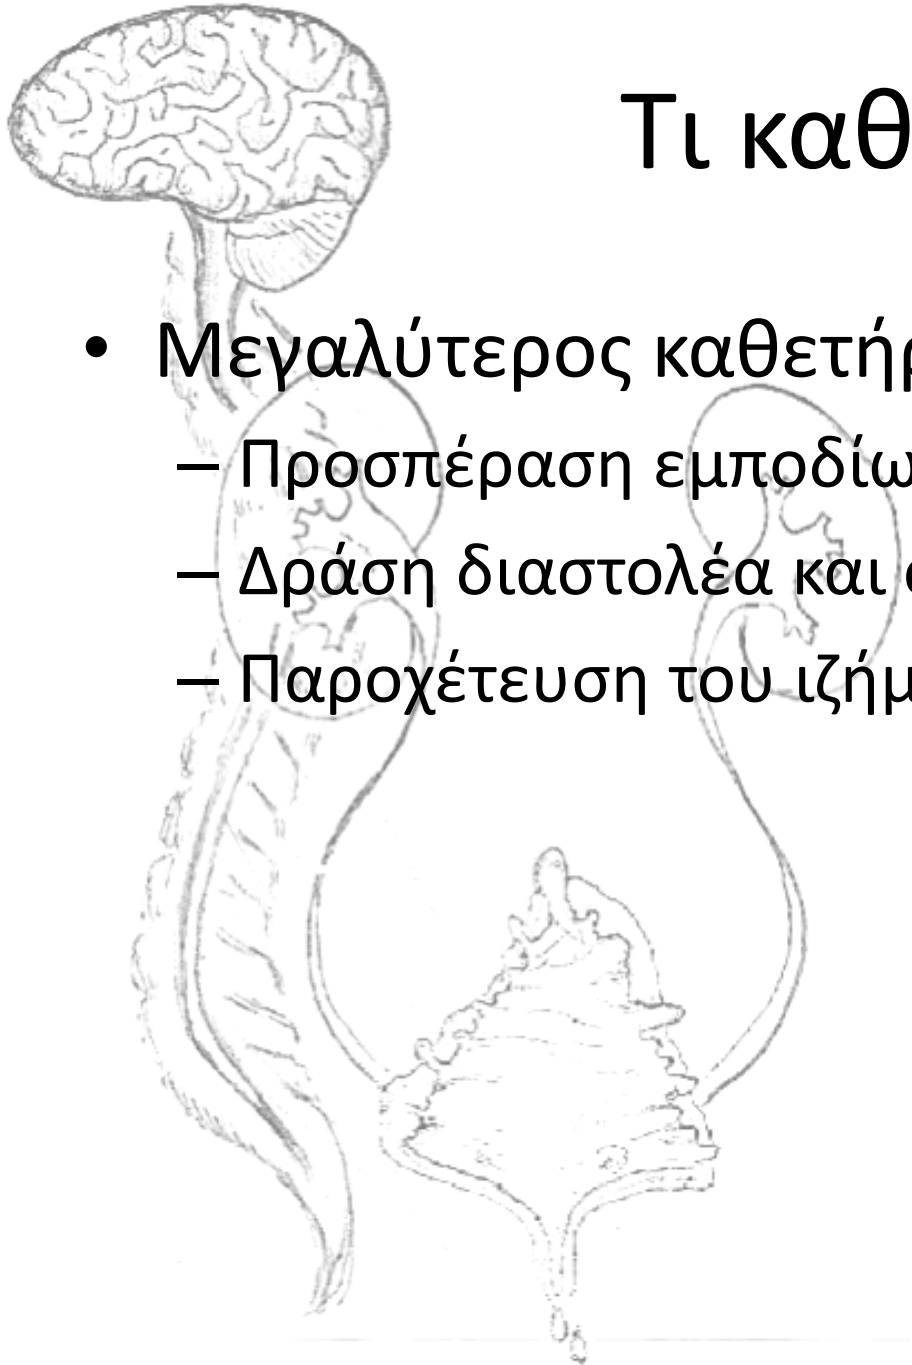 Τι καθ
• Μεγαλύτερος καθετήρ
– Προσπέραση εμποδίω
– Δράση διαστολέα και
– Παροχέτευση του ιζήμ